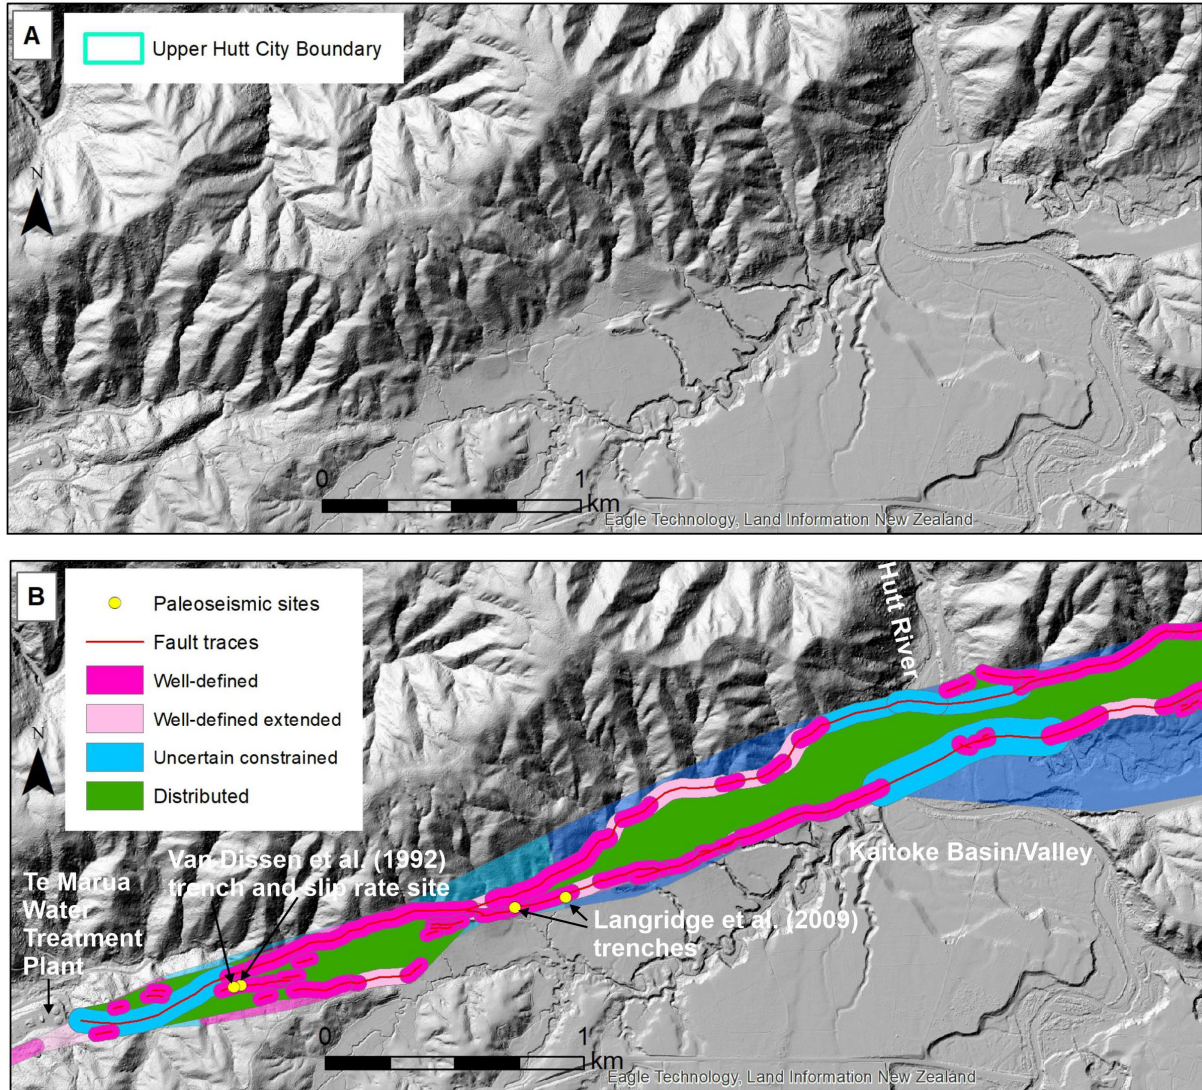 A
Upper Hutt City Boundary
N
0
1
km
Eagle Technology, Land Information New Zealand
B
Paleoseismic sites
Fault traces
Well-defined
Well-defined extended
Uncertain constrained
Distributed
N
Hutt River
Van Dissen et al. (1992)
trench and slip rate site
Te Marua
Water
Treatment
Plant
Kaitoke Basin/Valley
Langridge et al. (2009)
trenches
0
1
km
Eagle Technology, Land Information New Zealand